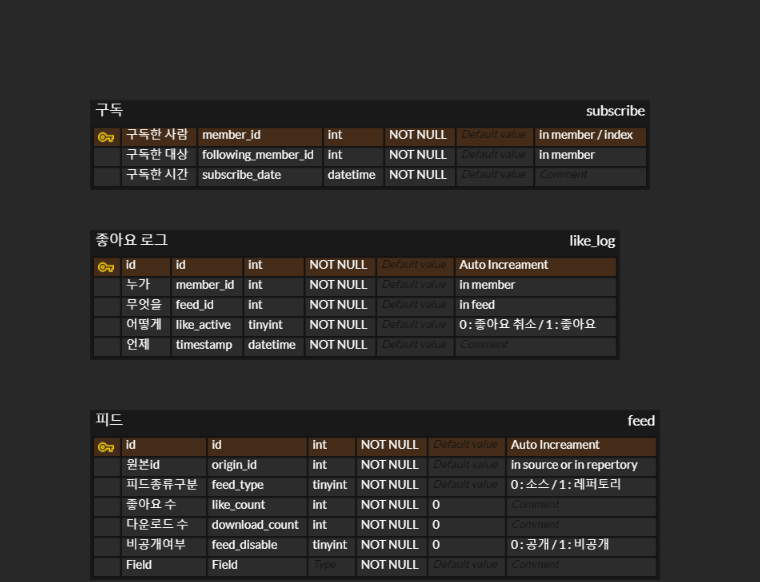 구독 subscribe
구독한 사람 member_id int NOT NULL Default value in member / index
구독한 대상 following_member_id int NOT NULL Default value in member
구독한 시간 subscribe_date datetime NOT NULL Default value Comment
좋아요 로그 like_log
id id int NOT NULL Default value Auto Increament
누가 member_id int NOT NULL Default value in member
무엇을 feed_id int NOT NULL Default value in feed
어떻게 like_active tinyint NOT NULL Default value 0 : 좋아요 취소 / 1 : 좋아요
언제 timestamp datetime NOT NULL Default value Comment
피드 feed
id id int NOT NULL Default value Auto Increament
원본id origin_id int NOT NULL Default value in source or in repertory
피드종류구분 feed_type tinyint NOT NULL Default value 0 : 소스 / 1 : 레퍼토리
좋아요 수 like_count int NOT NULL 0 Comment
다운로드 수 download_count int NOT NULL 0 Comment
비공개여부 feed_disable tinyint NOT NULL 0 0 : 공개 / 1 : 비공개
Field Field Type NOT NULL Default value Comment